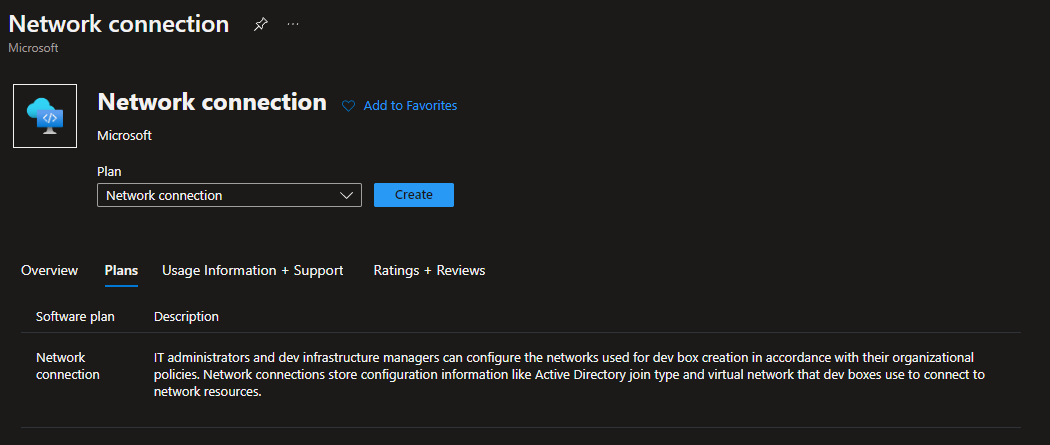 Network connection
Microsoft
Network connection
Add to Favorites
Microsoft
Plan
Network connection
Create
Overview
Plans
Usage Information + Support
Ratings + Reviews
Software plan
Description
Network
connection
IT administrators and dev infrastructure managers can configure the networks used for dev box creation in accordance with their organizational
policies. Network connections store configuration information like Active Directory join type and virtual network that dev boxes use to connect to
network resources.